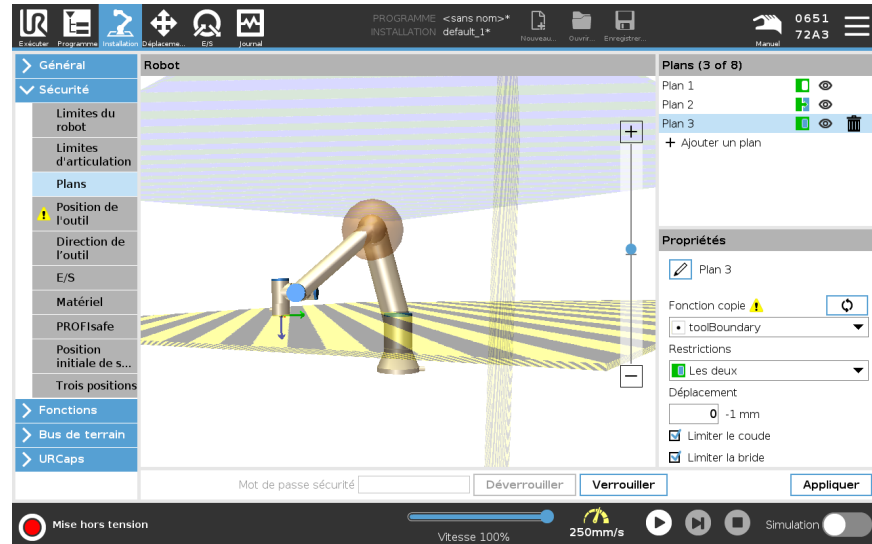 PROGRAMME <sans nom>*
INSTALLATION default_1*
Exécuter Programme Installation Déplaceme... E/S Journal
Nouveau... Ouvrir... Enregistrer...
Manuel
0651
72A3
Général
Sécurité
Limites du
robot
Limites
d'articulation
Plans
Position de
l'outil
Direction de
l'outil
E/S
Matériel
PROFIsafe
Position
initiale de s...
Trois positions
Fonctions
Bus de terrain
URCaps
Robot
Plans (3 of 8)
Plan 1
Plan 2
Plan 3
+ Ajouter un plan
Propriétés
Plan 3
Fonction copie
toolBoundary
Restrictions
Les deux
Déplacement
0 -1 mm
Limiter le coude
Limiter la bride
Mot de passe sécurité Déverrouiller Verrouiller Appliquer
Mise hors tension
Vitesse 100%
250mm/s
Simulation